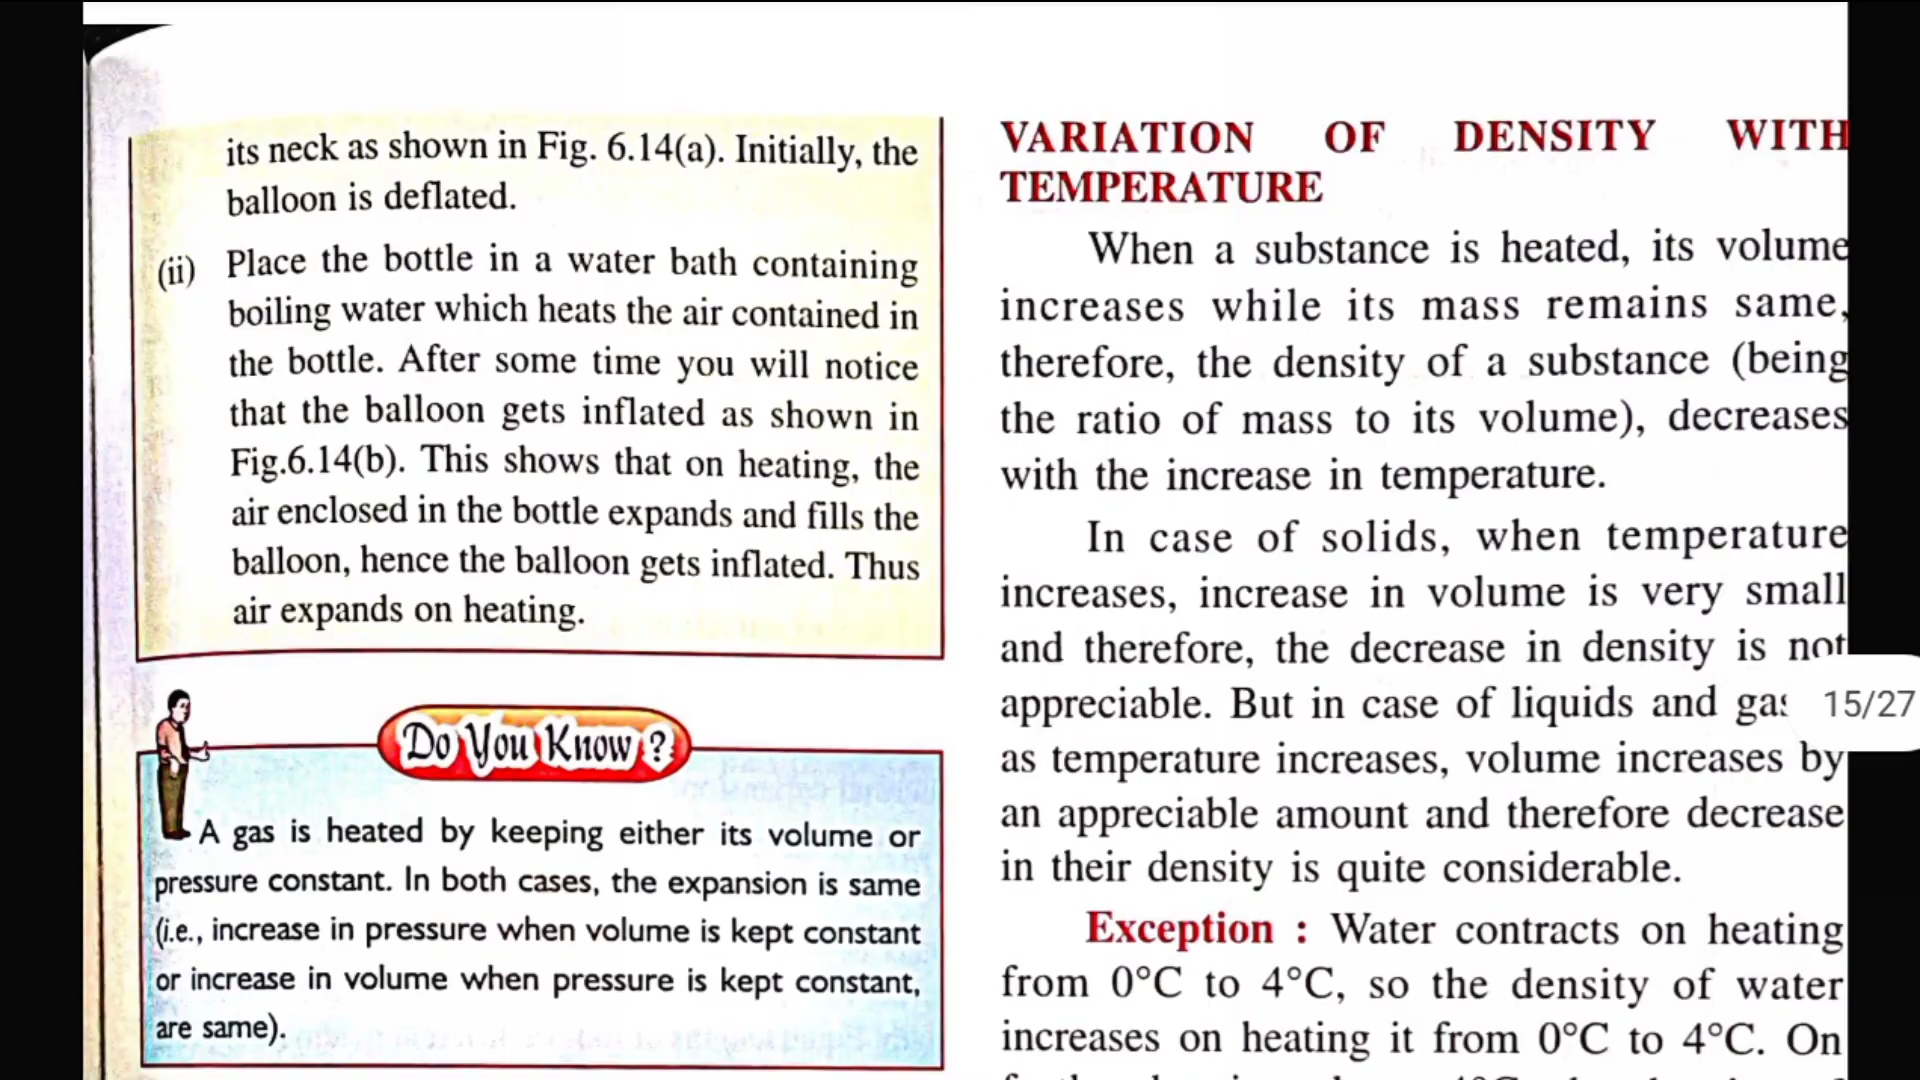 its neck as shown in Fig. 6.14(a). Initially, the
balloon is deflated.
(ii) Place the bottle in a water bath containing
boiling water which heats the air contained in
the bottle. After some time you will notice
that the balloon gets inflated as shown in
Fig.6.14(b). This shows that on heating, the
air enclosed in the bottle expands and fills the
balloon, hence the balloon gets inflated. Thus
air expands on heating.
Do You Know ?
A gas is heated by keeping either its volume or
pressure constant. In both cases, the expansion is same
(i.e., increase in pressure when volume is kept constant
or increase in volume when pressure is kept constant,
are same).
VARIATION OF DENSITY WITH
TEMPERATURE
When a substance is heated, its volume
increases while its mass remains same,
therefore, the density of a substance (being
the ratio of mass to its volume), decreases
with the increase in temperature.
In case of solids, when temperature
increases, increase in volume is very small
and therefore, the decrease in density is not
appreciable. But in case of liquids and gas
as temperature increases, volume increases by
an appreciable amount and therefore decrease
in their density is quite considerable.
Exception : Water contracts on heating
from 0°C to 4°C, so the density of water
increases on heating it from 0°C to 4°C. On
15/27